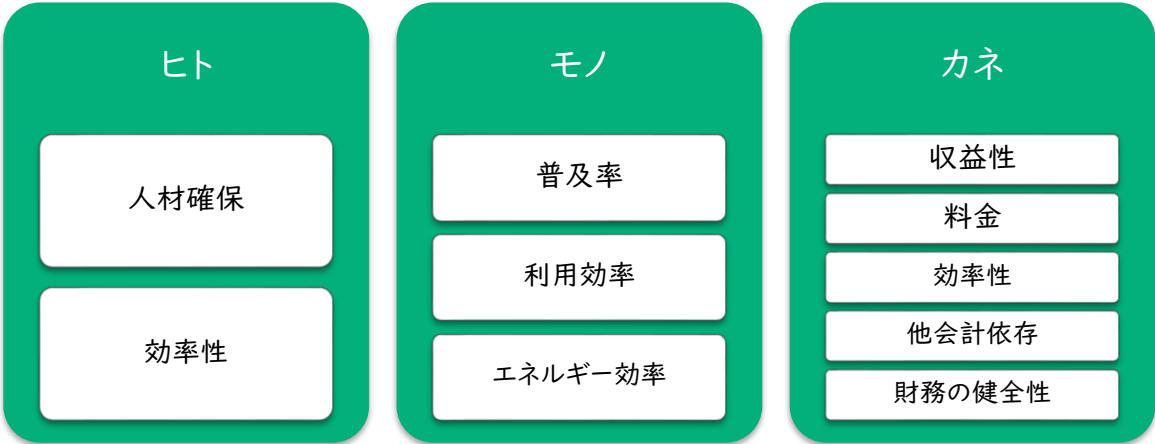 ヒト
人材確保
効率性
モノ
普及率
利用効率
エネルギー効率
カネ
収益性
料金
効率性
他会計依存
財務の健全性